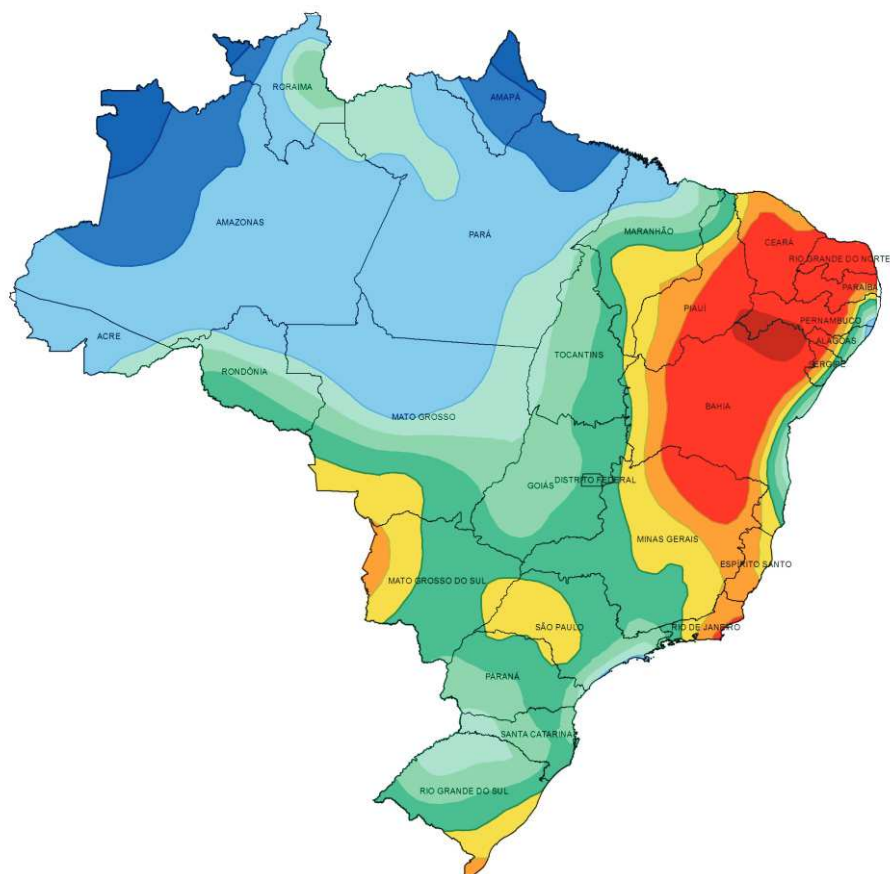 RORAIMA
AMAPÁ
AMAZONAS
PARÁ
MARANHÃO
CEARÁ
RIO GRANDE DO NORTE
PARAÍBA
PIAUÍ
PERNAMBUCO
ACRE
ALAGOAS
TOCANTINS
SERGIPE
RONDÔNIA
BAHIA
MATO GROSSO
GOIÁS
DISTRITO FEDERAL
MINAS GERAIS
ESPÍRITO SANTO
MATO GROSSO DO SUL
SÃO PAULO
RIO DE JANEIRO
PARANÁ
SANTA CATARINA
RIO GRANDE DO SUL